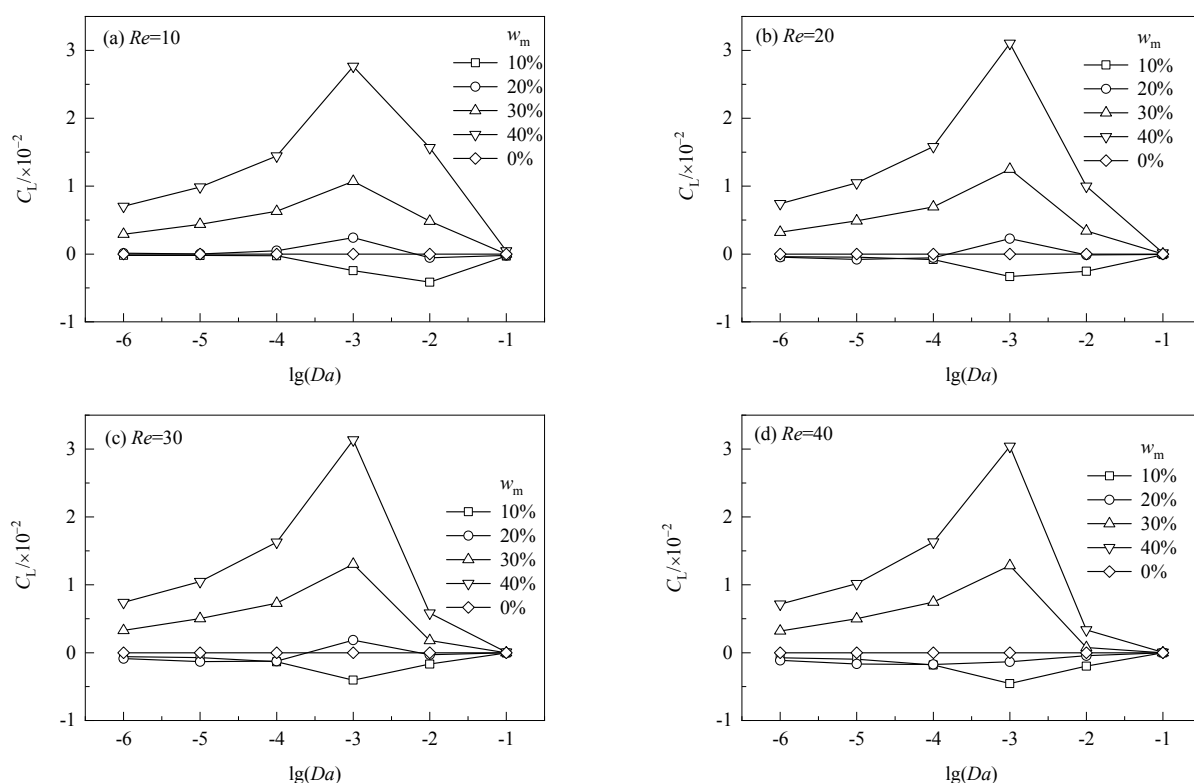 (a) Re=10
w_m
10%
20%
30%
40%
0%
3
2
1
0
-1
C_L/×10⁻²
-6 -5 -4 -3 -2 -1
lg(Da)
(b) Re=20
w_m
10%
20%
30%
40%
0%
3
2
1
0
-1
C_L/×10⁻²
-6 -5 -4 -3 -2 -1
lg(Da)
(c) Re=30
w_m
10%
20%
30%
40%
0%
3
2
1
0
-1
C_L/×10⁻²
-6 -5 -4 -3 -2 -1
lg(Da)
(d) Re=40
w_m
10%
20%
30%
40%
0%
3
2
1
0
-1
C_L/×10⁻²
-6 -5 -4 -3 -2 -1
lg(Da)